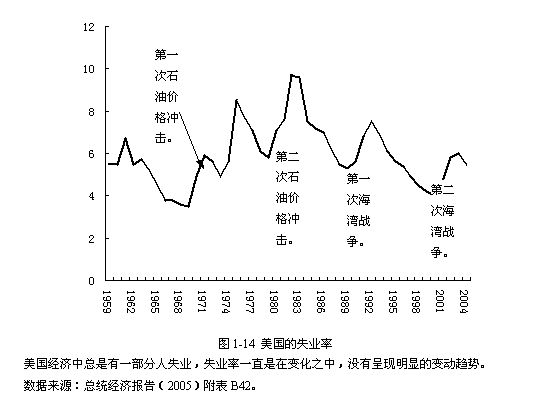 12
10
8
6
4
2
0
第一
次石
油价
格冲
击。
第二
次石
油价
格冲
击。
第一
次海
湾战
争。
第二
次海
湾战
争。
1959
1962
1965
1968
1971
1974
1977
1980
1983
1986
1989
1992
1995
1998
2001
2004
图1-14 美国的失业率
美国经济中总是有一部分人失业，失业率一直是在变化之中，没有呈现明显的变动趋势。
数据来源：总统经济报告（2005）附表 B42。